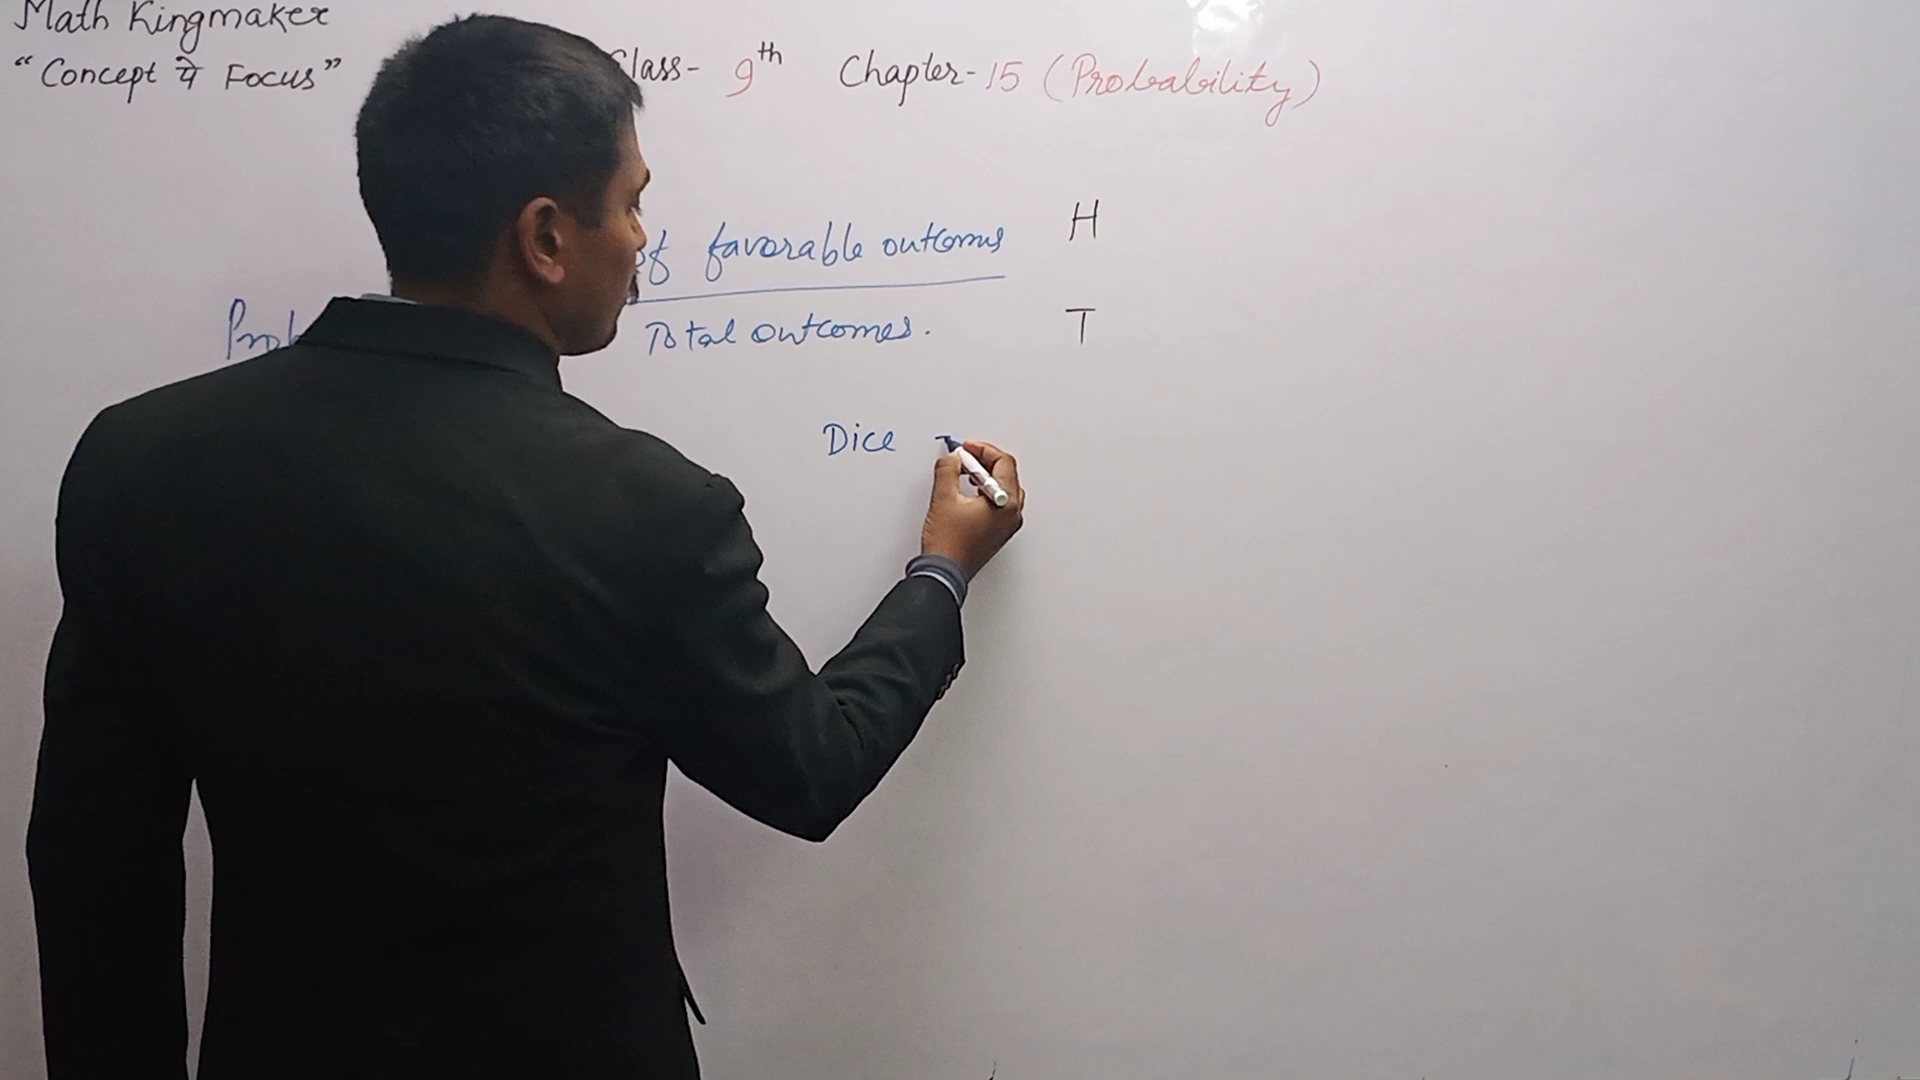 Math Kingmaker
"Concept पे Focus"
Class- 9th Chapter-15 (Probability)
of favorable outcomes
H
Total outcomes.
T
Dice